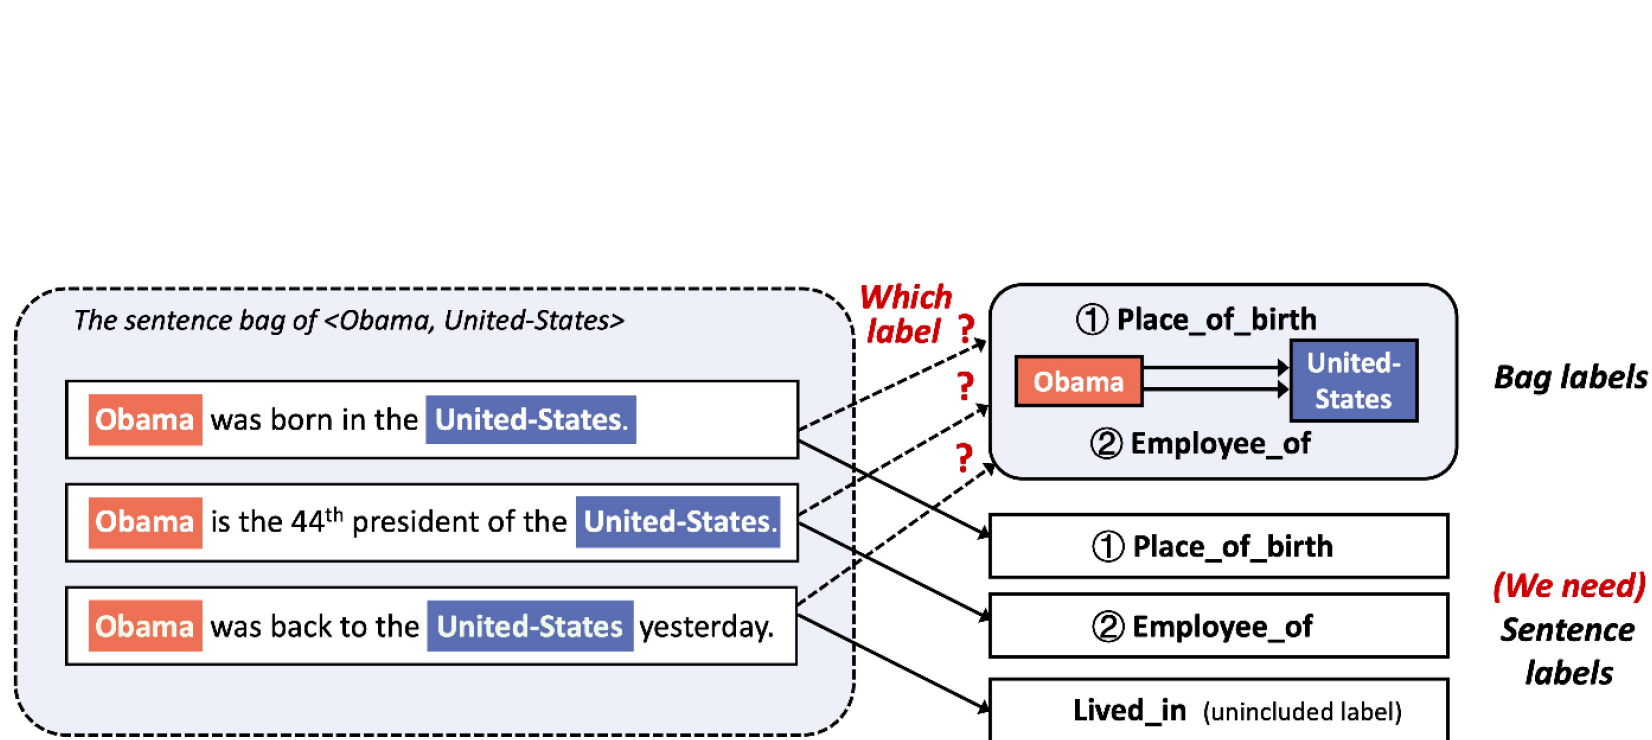 The sentence bag of <Obama, United-States>
Obama was born in the United-States.
Obama is the 44th president of the United-States.
Obama was back to the United-States yesterday.
Which
label ?
?
?
① Place_of_birth
Obama
United-
States
② Employee_of
Bag labels
① Place_of_birth
② Employee_of
Lived_in (unincluded label)
(We need)
Sentence
labels